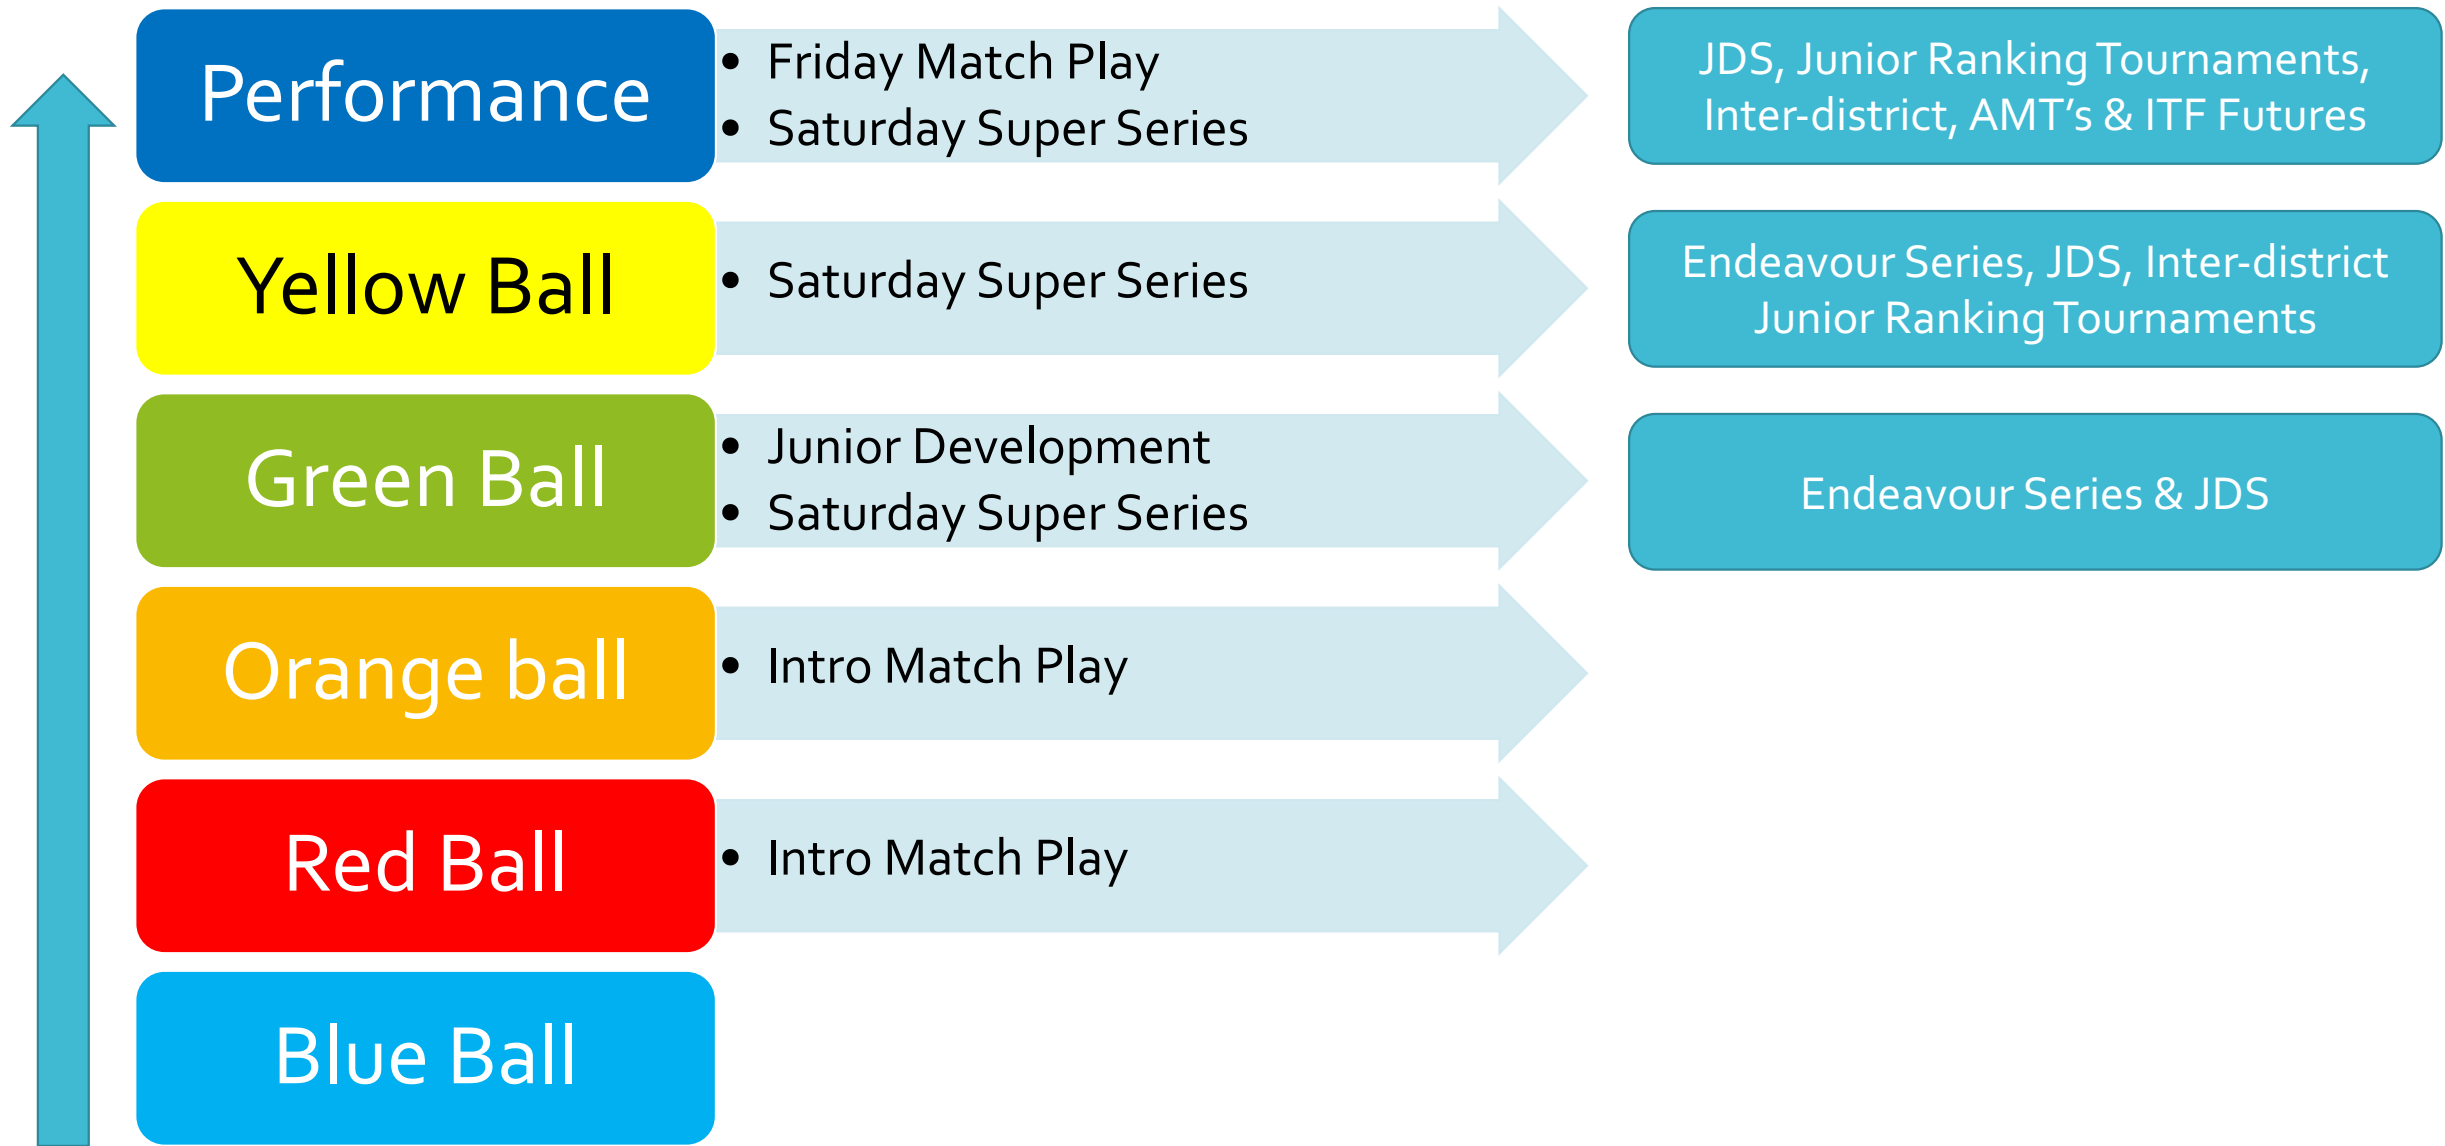 Performance
• Friday Match Play
• Saturday Super Series
JDS, Junior Ranking Tournaments,
Inter-district, AMT’s & ITF Futures
Yellow Ball
• Saturday Super Series
Endeavour Series, JDS, Inter-district
Junior Ranking Tournaments
Green Ball
• Junior Development
• Saturday Super Series
Endeavour Series & JDS
Orange ball
• Intro Match Play
Red Ball
• Intro Match Play
Blue Ball